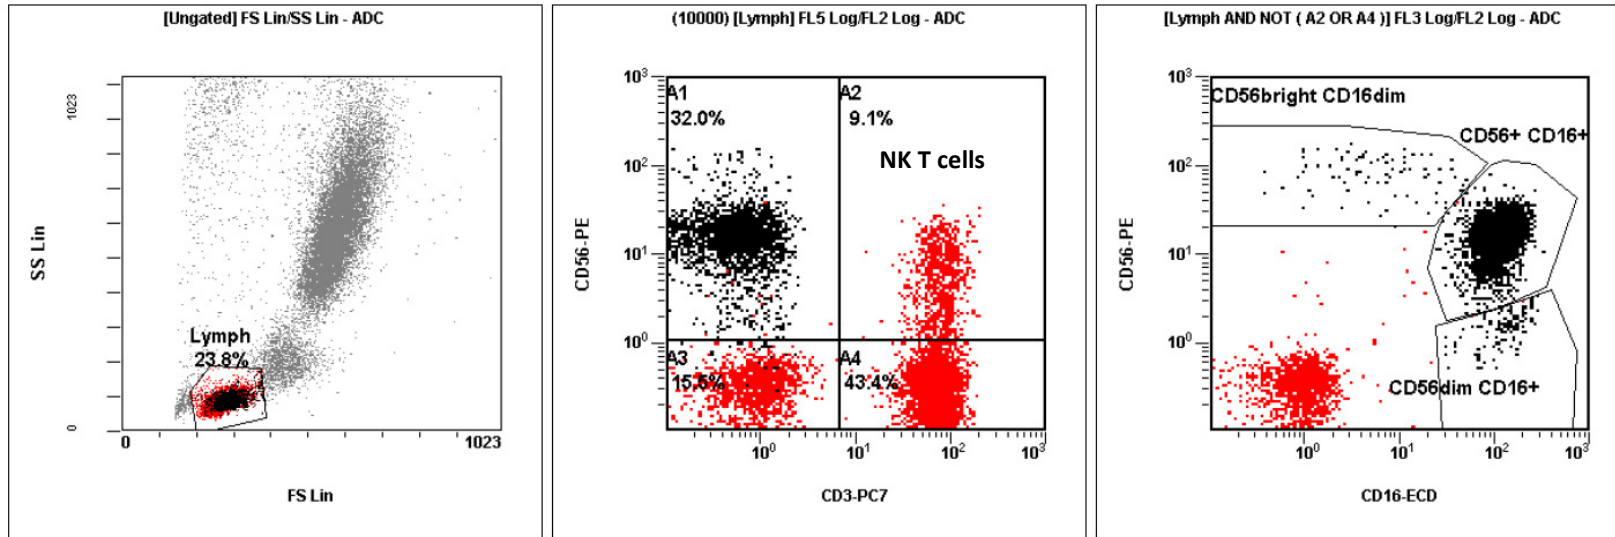 [Ungated] FS Lin/SS Lin - ADC
SS Lin
1023
0
Lymph
23.8%
0
1023
FS Lin
(10000) [Lymph] FL5 Log/FL2 Log - ADC
CD56-PE
10³
10²
10¹
10⁰
A1
32.0%
A2
9.1%
NK T cells
A3
15.5%
A4
43.4%
10⁰
10¹
10²
10³
CD3-PC7
[Lymph AND NOT ( A2 OR A4 )] FL3 Log/FL2 Log - ADC
CD56-PE
10³
10²
10¹
10⁰
CD56bright CD16dim
CD56+ CD16+
CD56dim CD16+
10⁰
10¹
10²
10³
CD16-ECD